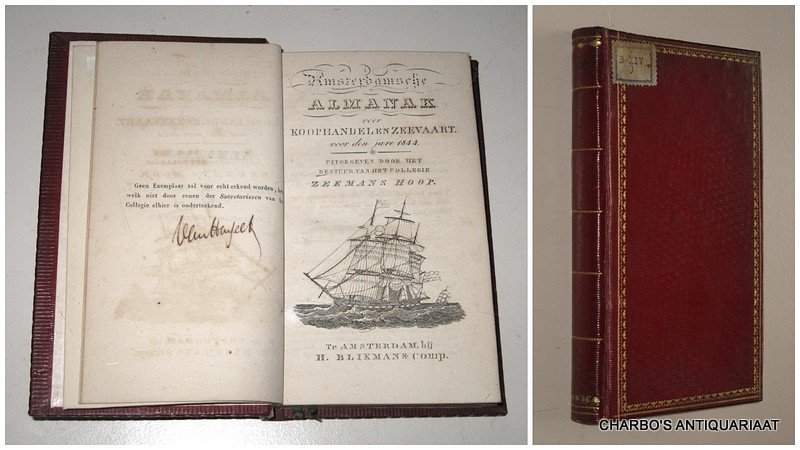 Geen Exemplaar zal voor echt erkend worden,
welk niet door eenen der Secretarissen van
Collegie alhier is onderteekend.
Amsterdamsche
ALMANAK
voor
KOOPHANDEL EN ZEEVAART.
voor den jare 1844.
UITGEGEVEN DOOR HET
BESTUUR VAN HET COLLEGIE
ZEEMANS HOOP.
Te AMSTERDAM, bij
H. BLIKMAN & Comp.
B XIV
CHARBO'S ANTIQUARIAAT